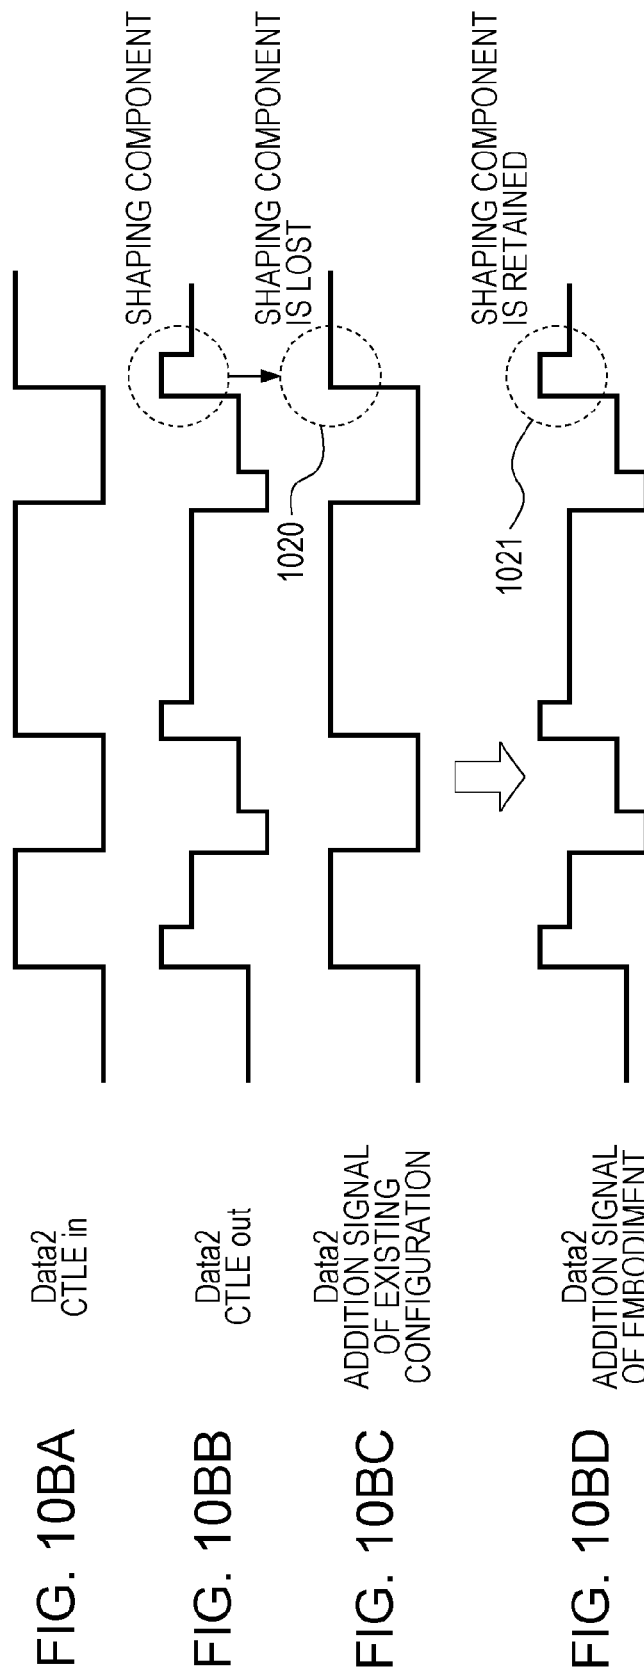 FIG. 10BA
Data2
CTLE in
FIG. 10BB
Data2
CTLE out
SHAPING COMPONENT
FIG. 10BC
Data2
ADDITION SIGNAL
OF EXISTING
CONFIGURATION
1020
SHAPING COMPONENT
IS LOST
FIG. 10BD
Data2
ADDITION SIGNAL
OF EMBODIMENT
1021
SHAPING COMPONENT
IS RETAINED